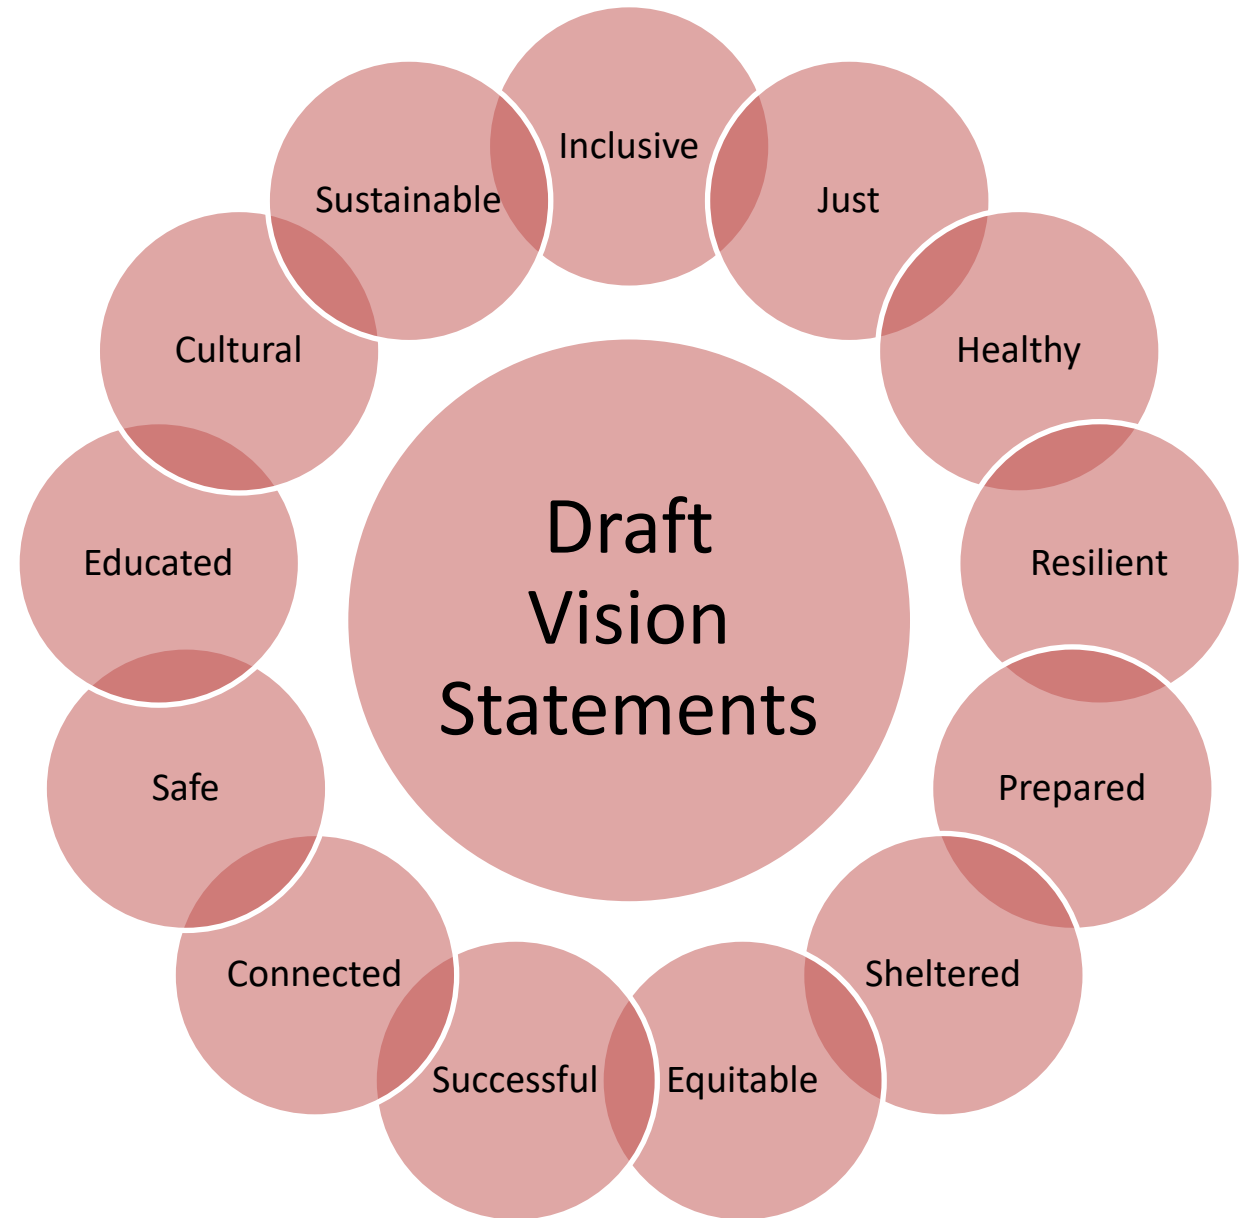 Inclusive
Just
Healthy
Resilient
Prepared
Sheltered
Equitable
Successful
Connected
Safe
Educated
Cultural
Sustainable
Draft
Vision
Statements